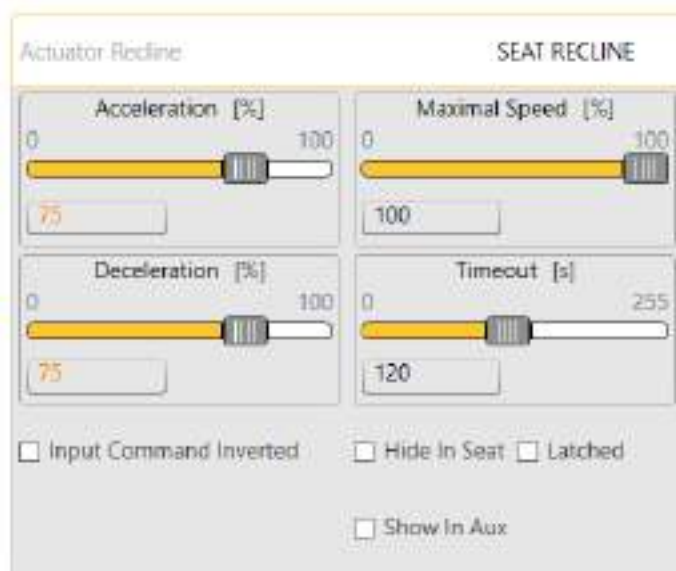 Actuator Recline SEAT RECLINE
Acceleration [%] Maximal Speed [%]
0 100 0 100
75 100
Deceleration [%] Timeout [s]
0 100 0 255
75 120
Input Command Inverted Hide In Seat Latched
Show In Aux